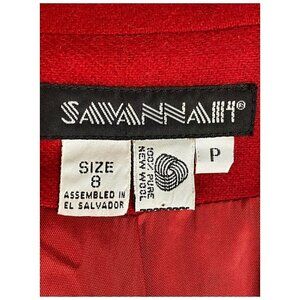 SAVANNAH®
SIZE
8
ASSEMBLED IN
EL SALVADOR
100% PURE
NEW WOOL
P